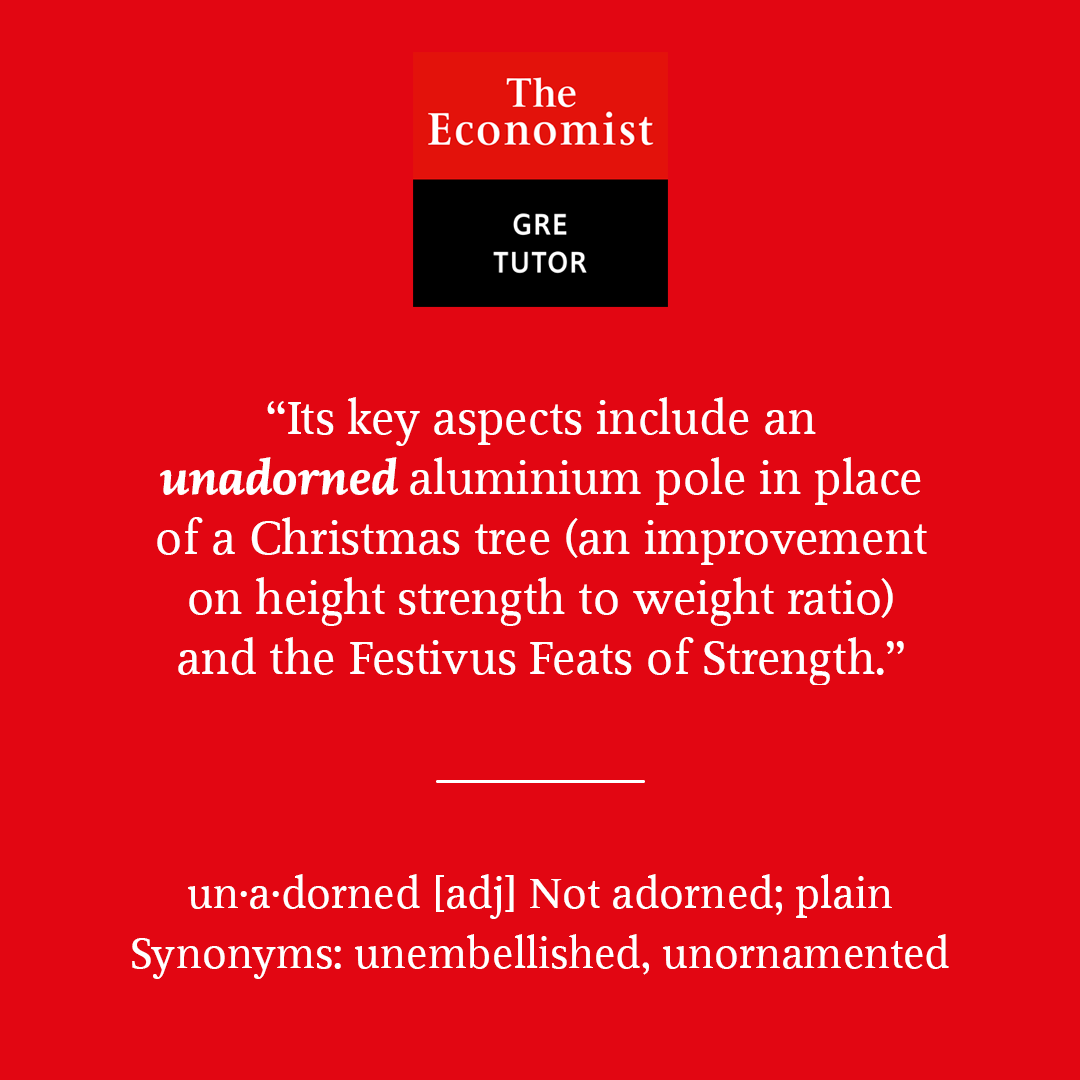 The
Economist
GRE
TUTOR
“Its key aspects include an
unadorned aluminium pole in place
of a Christmas tree (an improvement
on height strength to weight ratio)
and the Festivus Feats of Strength.”
un·a·dorned [adj] Not adorned; plain
Synonyms: unembellished, unornamented